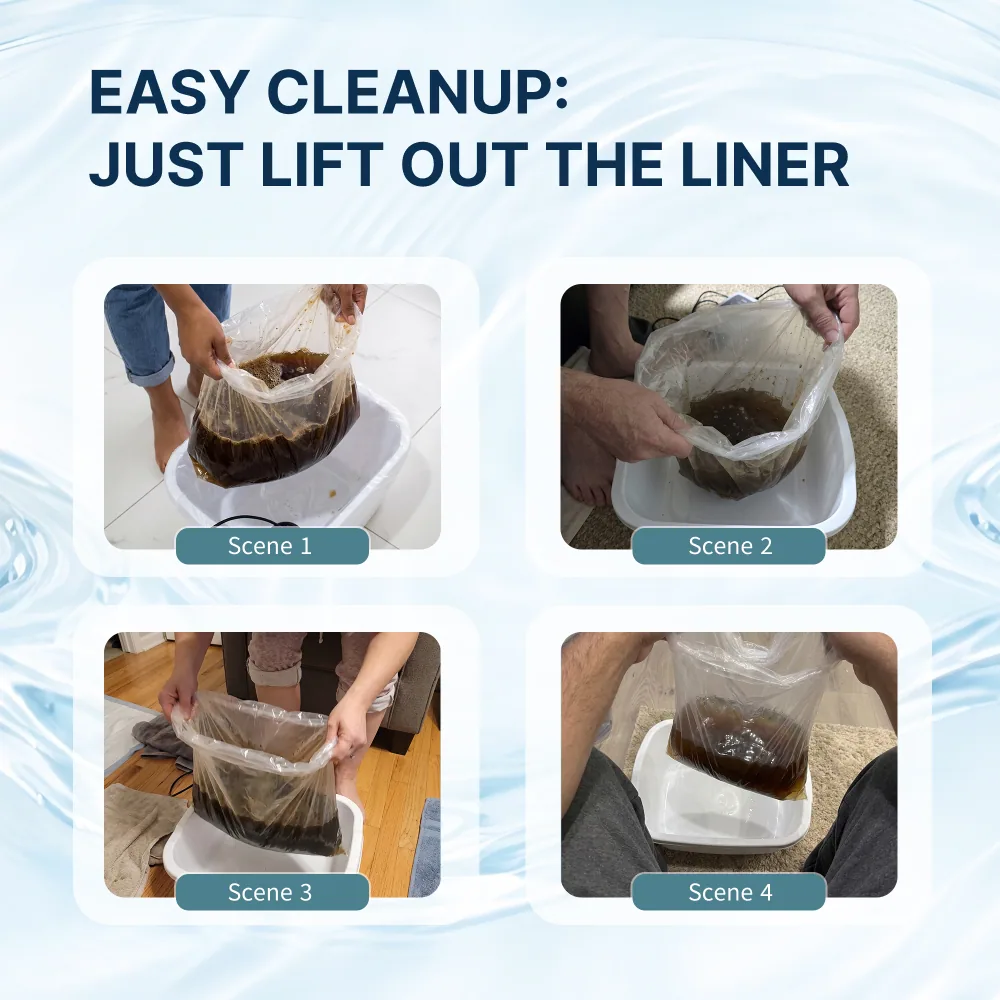 EASY CLEANUP:
JUST LIFT OUT THE LINER
Scene 1
Scene 2
Scene 3
Scene 4